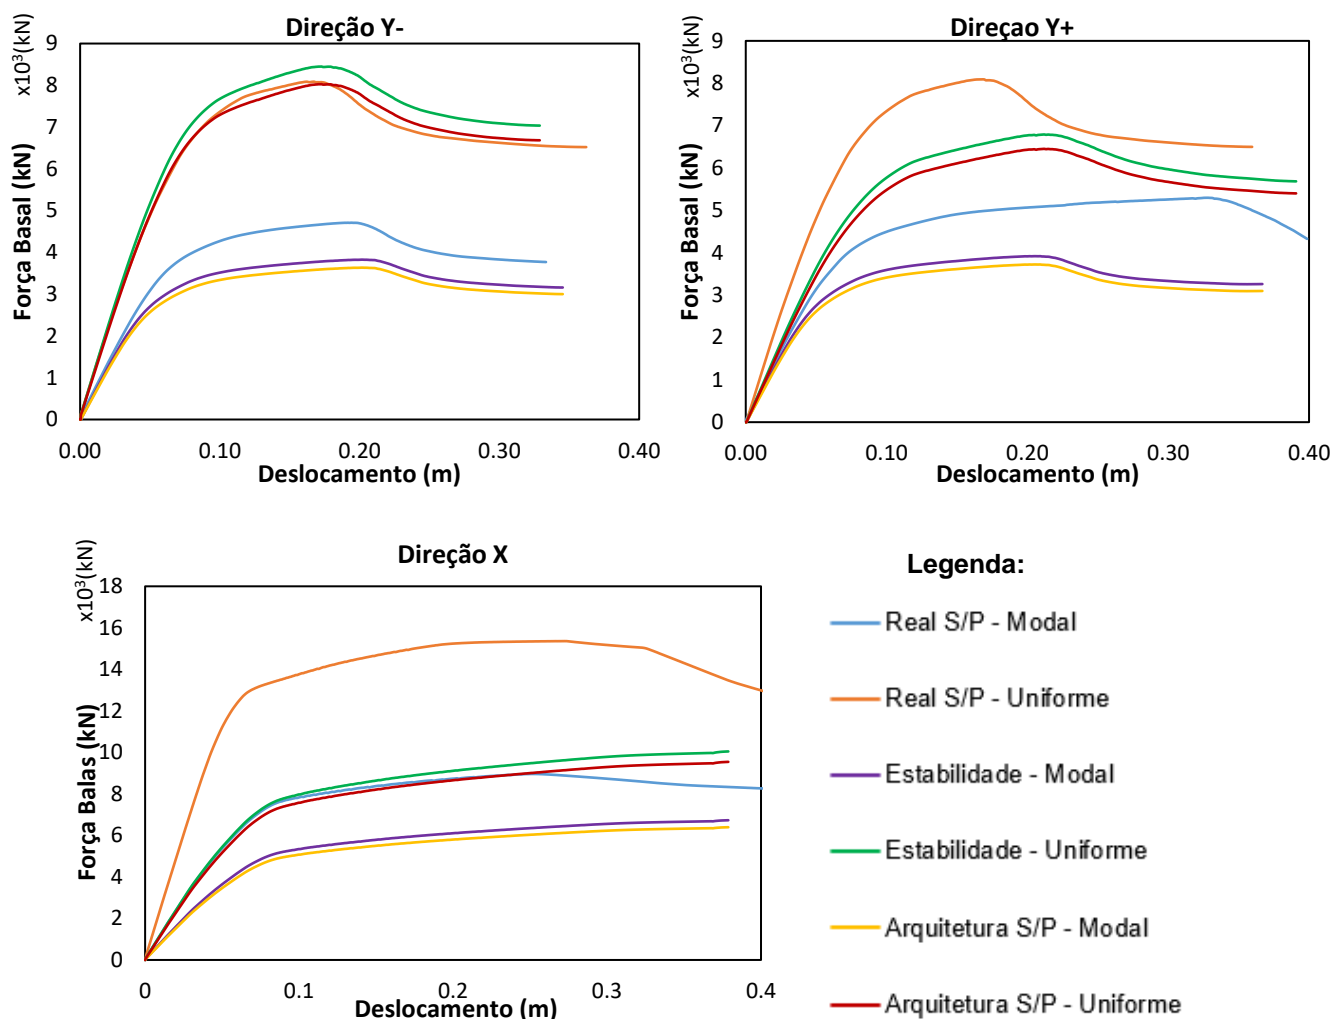 Direção Y-
x10³(kN)
Força Basal (kN)
9
8
7
6
5
4
3
2
1
0
0.00 0.10 0.20 0.30 0.40
Deslocamento (m)
Direçao Y+
x10³(kN)
Força Basal (kN)
9
8
7
6
5
4
3
2
1
0
0.00 0.10 0.20 0.30 0.40
Deslocamento (m)
Direção X
x10³(kN)
Força Balas (kN)
18
16
14
12
10
8
6
4
2
0
0 0.1 0.2 0.3 0.4
Deslocamento (m)
Legenda:
Real S/P - Modal
Real S/P - Uniforme
Estabilidade - Modal
Estabilidade - Uniforme
Arquitetura S/P - Modal
Arquitetura S/P - Uniforme